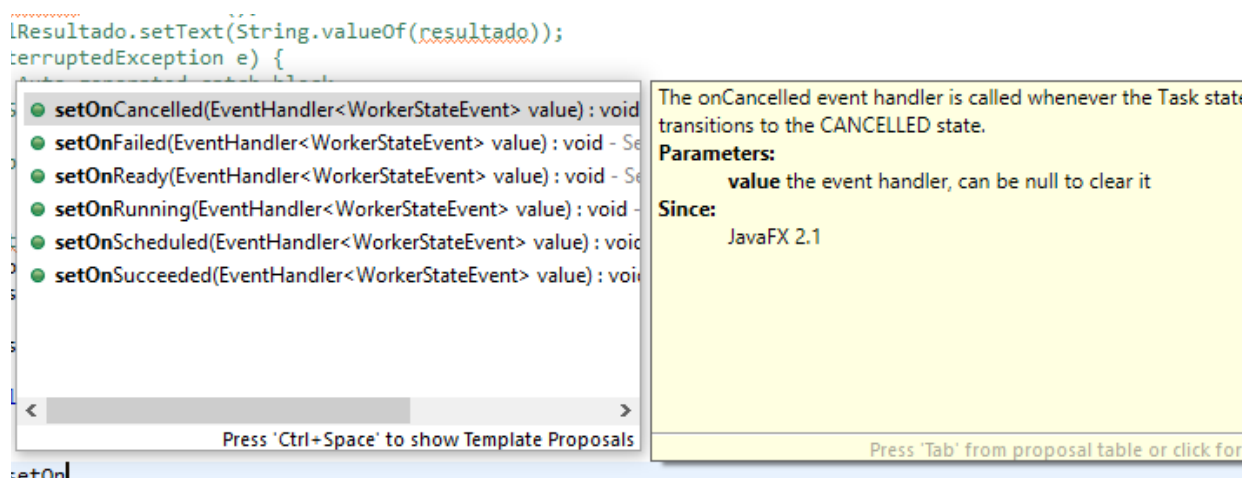 lResultado.setText(String.valueOf(resultado));
terruptedException e) {
setOnCancelled(EventHandler<WorkerStateEvent> value) : void
setOnFailed(EventHandler<WorkerStateEvent> value) : void - Se
setOnReady(EventHandler<WorkerStateEvent> value) : void - Se
setOnRunning(EventHandler<WorkerStateEvent> value) : void -
setOnScheduled(EventHandler<WorkerStateEvent> value) : void
setOnSucceeded(EventHandler<WorkerStateEvent> value) : voi
Press 'Ctrl+Space' to show Template Proposals
The onCancelled event handler is called whenever the Task state
transitions to the CANCELLED state.
Parameters:
value the event handler, can be null to clear it
Since:
JavaFX 2.1
Press 'Tab' from proposal table or click for
setOn